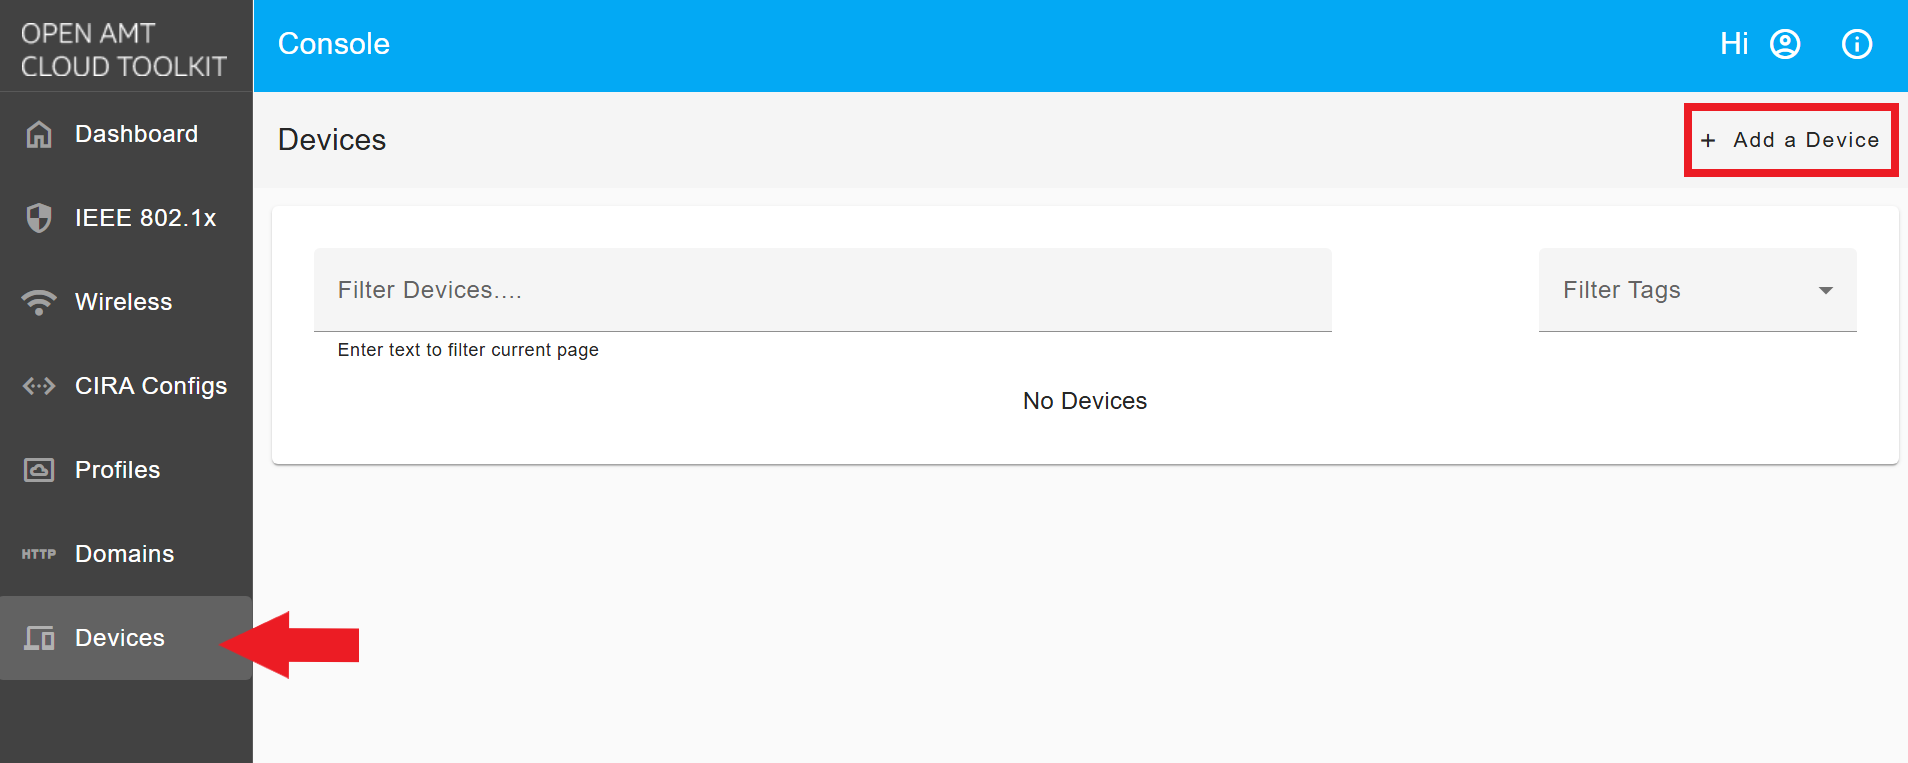 OPEN AMT
CLOUD TOOLKIT
Console
Hi
Dashboard
IEEE 802.1x
Wireless
CIRA Configs
Profiles
HTTP Domains
Devices
Devices
+ Add a Device
Filter Devices....
Filter Tags
Enter text to filter current page
No Devices